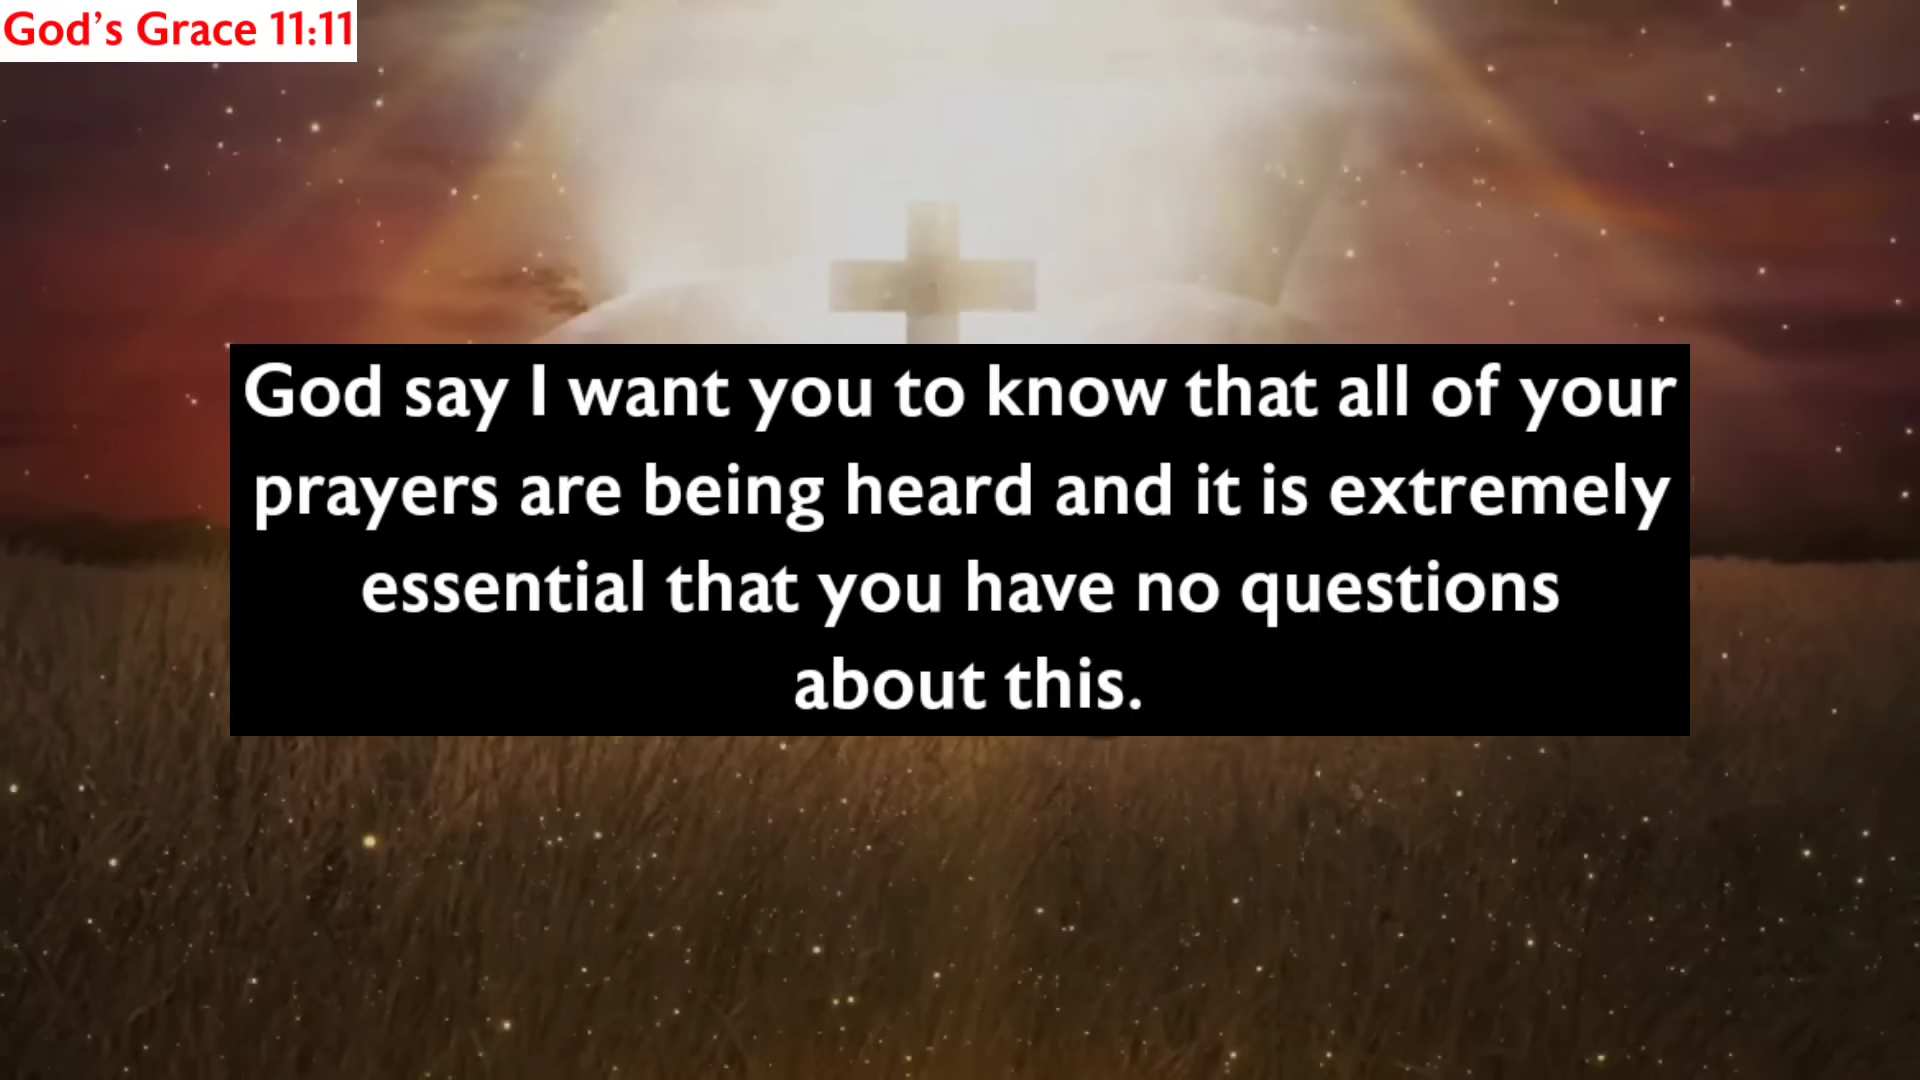 God’s Grace 11:11
God say I want you to know that all of your
prayers are being heard and it is extremely
essential that you have no questions
about this.